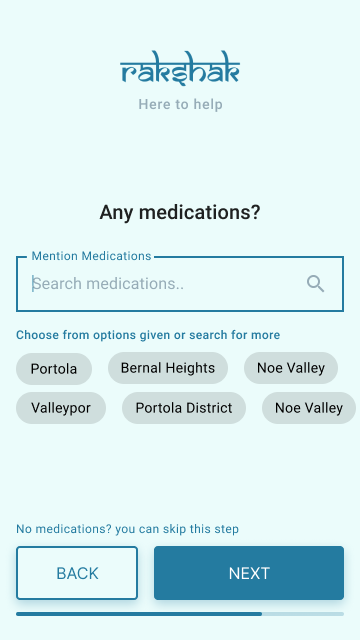 rakshak
Here to help
Any medications?
Mention Medications
Search medications..
Choose from options given or search for more
Portola Bernal Heights Noe Valley
Valleypor Portola District Noe Valley
No medications? you can skip this step
BACK NEXT